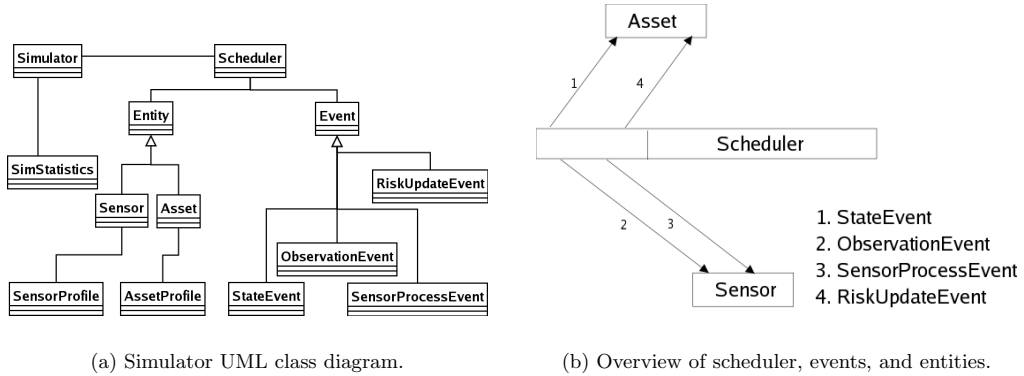 Simulator
Scheduler
Entity
Event
SimStatistics
RiskUpdateEvent
Sensor
Asset
ObservationEvent
SensorProfile
AssetProfile
StateEvent
SensorProcessEvent
(a) Simulator UML class diagram.
Asset
1
4
Scheduler
2
3
Sensor
1. StateEvent
2. ObservationEvent
3. SensorProcessEvent
4. RiskUpdateEvent
(b) Overview of scheduler, events, and entities.